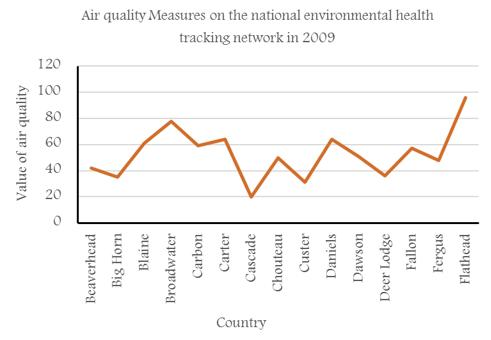 Air quality Measures on the national environmental health
tracking network in 2009
Value of air quality
120
100
80
60
40
20
0
Beaverhead
Big Horn
Blaine
Broadwater
Carbon
Carter
Cascade
Chouteau
Custer
Daniels
Dawson
Deer Lodge
Fallon
Fergus
Flathead
Country